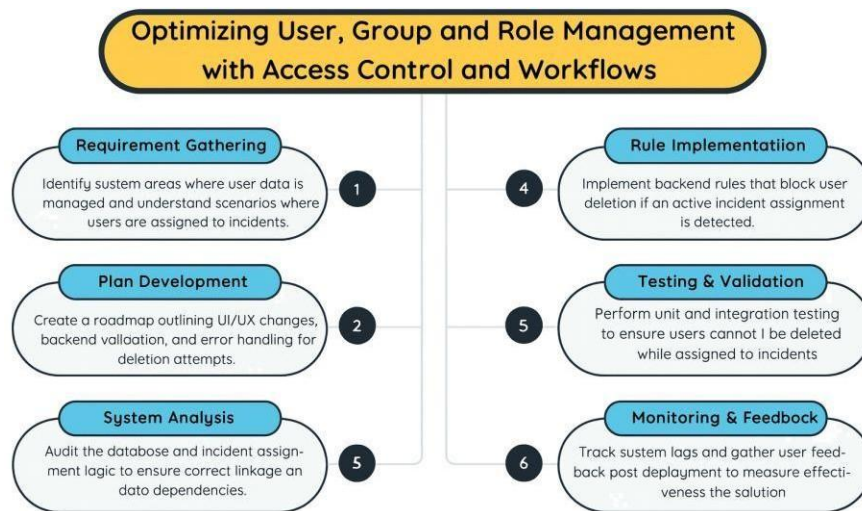 Optimizing User, Group and Role Management
with Access Control and Workflows
Requirement Gathering
Identify system areas where user data is
managed and understand scenarios where
users are assigned to incidents.
1
Plan Development
Create a roadmap outlining UI/UX changes,
backend valloation, and error handling for
deletion attempts.
2
System Analysis
Audit the databose and incident assign-
ment logic to ensure correct linkage an
dato dependencies.
5
Rule Implementatiion
Implement backend rules that block user
deletion if an active incident assignment
is detected.
4
Testing & Validation
Perform unit and integration testing
to ensure users cannot I be deleted
while assigned to incidents
5
Monitoring & Feedback
Track sustem lags and gather user feed-
back post deplayment to measure effecti-
veness the salution
6